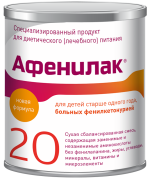 Специализированный продукт
для диетического (лечебного) питания
Афенилак®
новая
формула
для детей старше одного года,
больных фенилкетонурией
20
Сухая сбалансированная смесь,
содержащая заменимые и
незаменимые аминокислоты
без фенилаланина, жиры, углеводы,
минералы, витамины и
микроэлементы